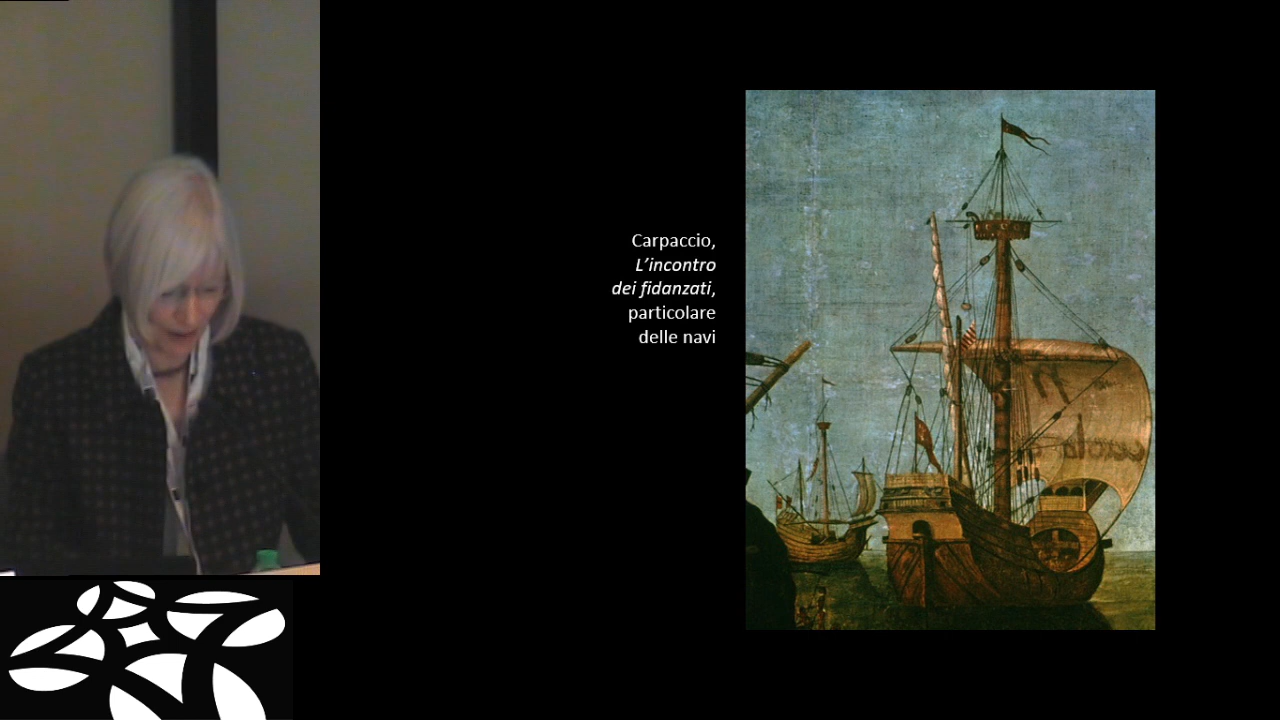 Carpaccio,
L’incontro
dei fidanzati,
particolare
delle navi